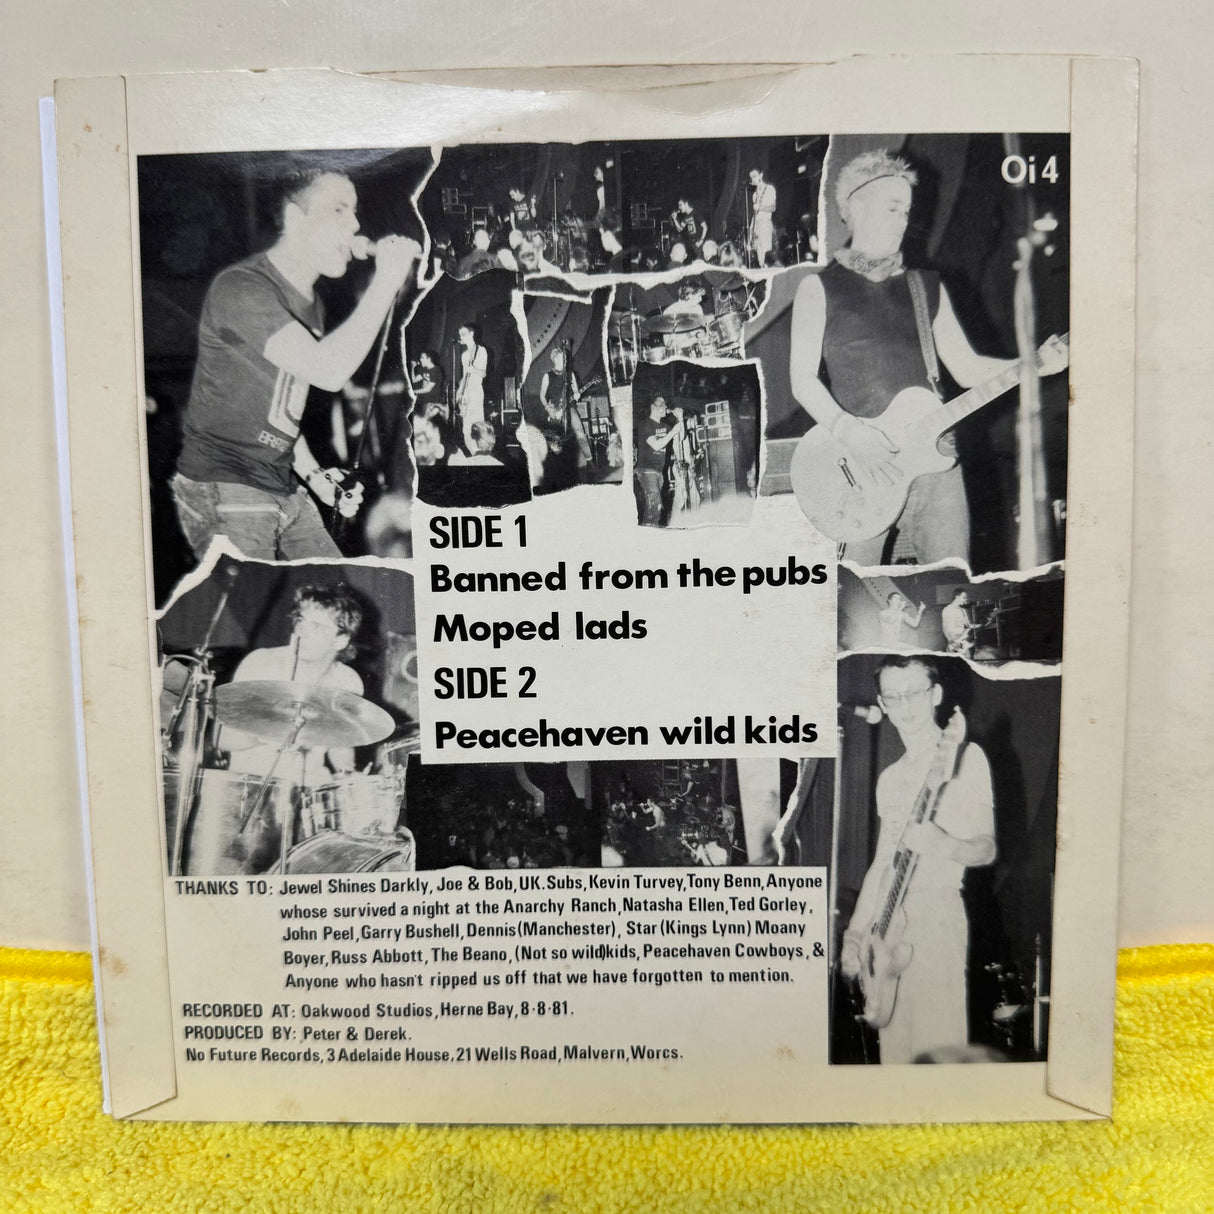 Oi4
SIDE 1
Banned from the pubs
Moped lads
SIDE 2
Peacehaven wild kids
THANKS TO: Jewel Shines Darkly, Joe & Bob, UK.Subs, Kevin Turvey, Tony Benn, Anyone
whose survived a night at the Anarchy Ranch, Natasha Ellen, Ted Gorley,
John Peel, Garry Bushell, Dennis (Manchester), Star (Kings Lynn) Moany
Boyer, Russ Abbott, The Beano, (Not so wild) kids, Peacehaven Cowboys, &
Anyone who hasn't ripped us off that we have forgotten to mention.
RECORDED AT: Oakwood Studios, Herne Bay, 8·8·81.
PRODUCED BY: Peter & Derek.
No Future Records, 3 Adelaide House, 21 Wells Road, Malvern, Worcs.